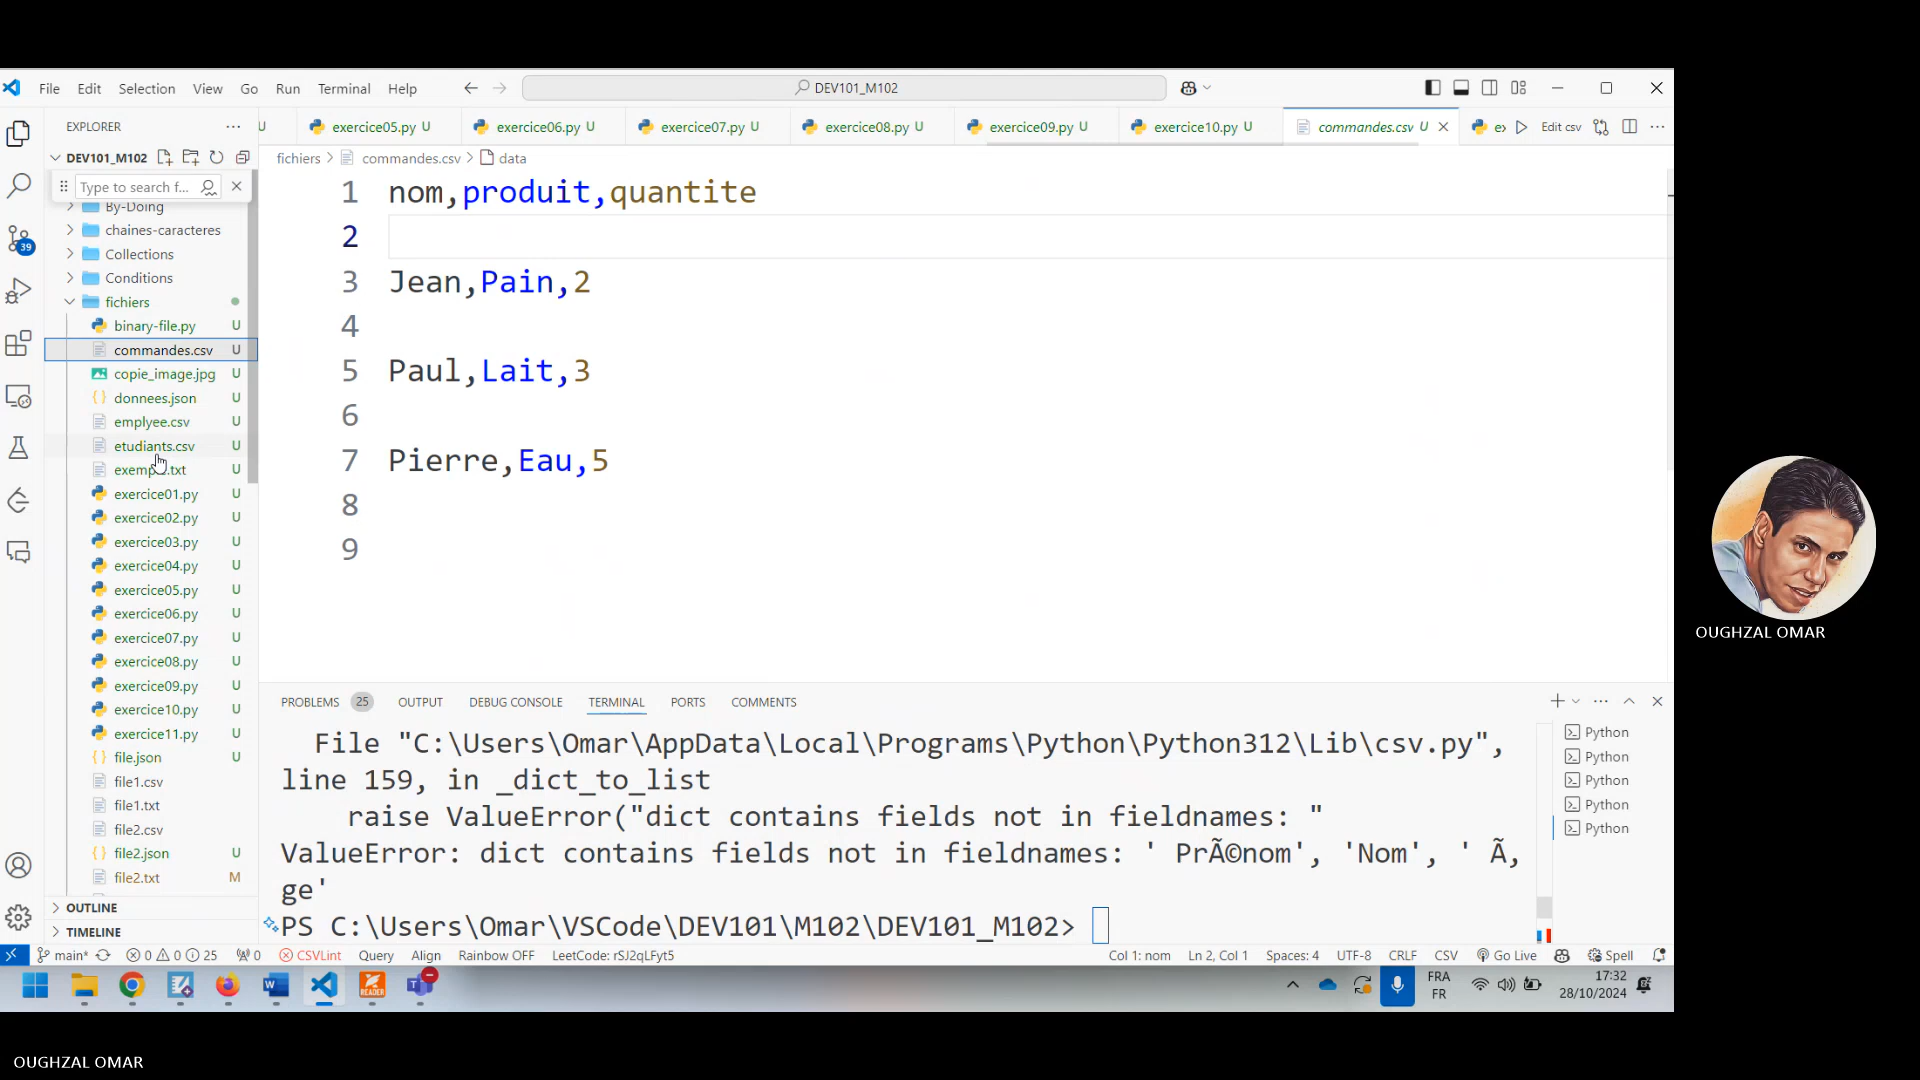 File Edit Selection View Go Run Terminal Help
DEV101_M102
EXPLORER
exercice05.py U
exercice06.py U
exercice07.py U
exercice08.py U
exercice09.py U
exercice10.py U
commandes.csv U
Edit csv
DEV101_M102
Type to search f...
fichiers > commandes.csv > data
By-Doing
chaines-caracteres
Collections
Conditions
fichiers
binary-file.py U
commandes.csv U
copie_image.jpg U
donnees.json U
emplyee.csv U
etudiants.csv U
.txt U
exercice01.py U
exercice02.py U
exercice03.py U
exercice04.py U
exercice05.py U
exercice06.py U
exercice07.py U
exercice08.py U
exercice09.py U
exercice10.py U
exercice11.py U
file.json U
file1.csv
file1.txt
file2.csv
file2.json U
file2.txt M
OUTLINE
TIMELINE
39
1 nom,produit,quantite
2
3 Jean,Pain,2
4
5 Paul,Lait,3
6
7 Pierre,Eau,5
8
9
PROBLEMS 25 OUTPUT DEBUG CONSOLE TERMINAL PORTS COMMENTS
File "C:\Users\Omar\AppData\Local\Programs\Python\Python312\Lib\csv.py",
line 159, in _dict_to_list
raise ValueError("dict contains fields not in fieldnames: "
ValueError: dict contains fields not in fieldnames: ' PrÃ©nom', 'Nom', ' Ã‚
ge'
PS C:\Users\Omar\VSCode\DEV101\M102\DEV101_M102>
Python
Python
Python
Python
Python
main* 0 0 25 0 CSVLint Query Align Rainbow OFF LeetCode: rSJ2qLFyt5 Col 1: nom Ln 2, Col 1 Spaces: 4 UTF-8 CRLF CSV Go Live Spell
READER
FRA
FR
17:32
28/10/2024
OUGHZAL OMAR
OUGHZAL OMAR